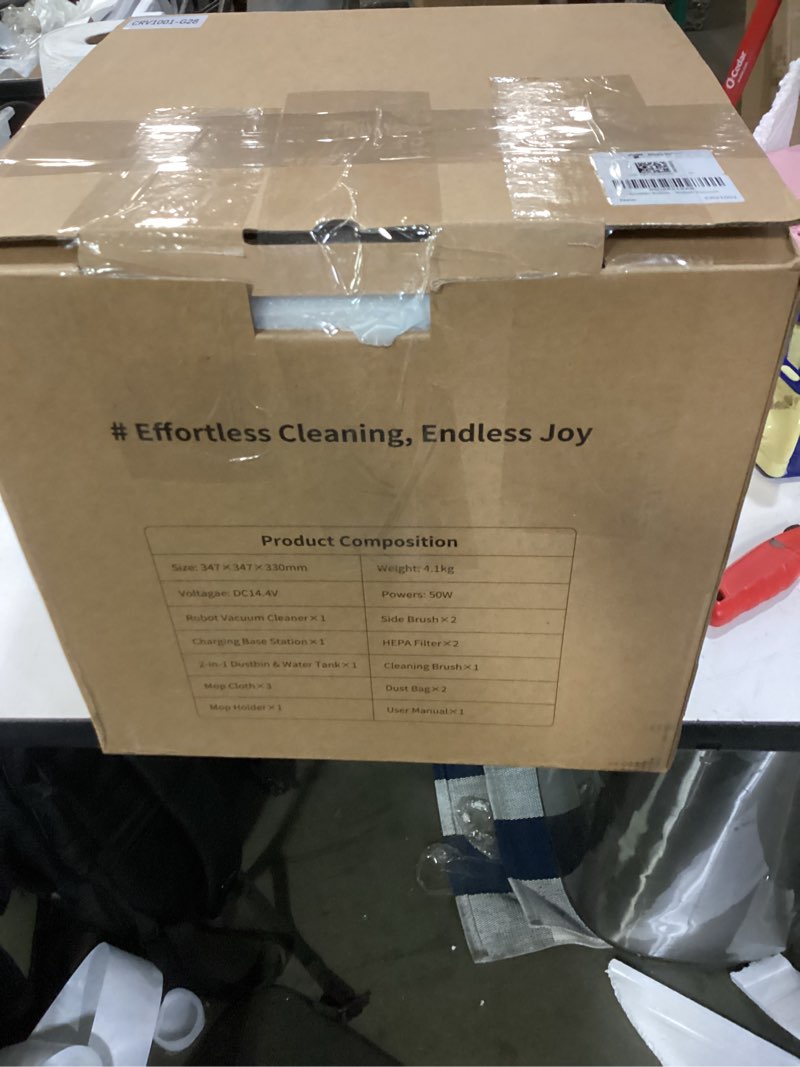 CRV1001-G28
O Cedar
# Effortless Cleaning, Endless Joy
Product Composition
Size: 347×347×330mm
Weight: 4.1kg
Voltagae: DC14.4V
Powers: 50W
Robot Vacuum Cleaner×1
Side Brush×2
Charging Base Station×1
HEPA Filter×2
2-in-1 Dustbin & Water Tank×1
Cleaning Brush×1
Mop Cloth×3
Dust Bag×2
Mop Holder×1
User Manual×1